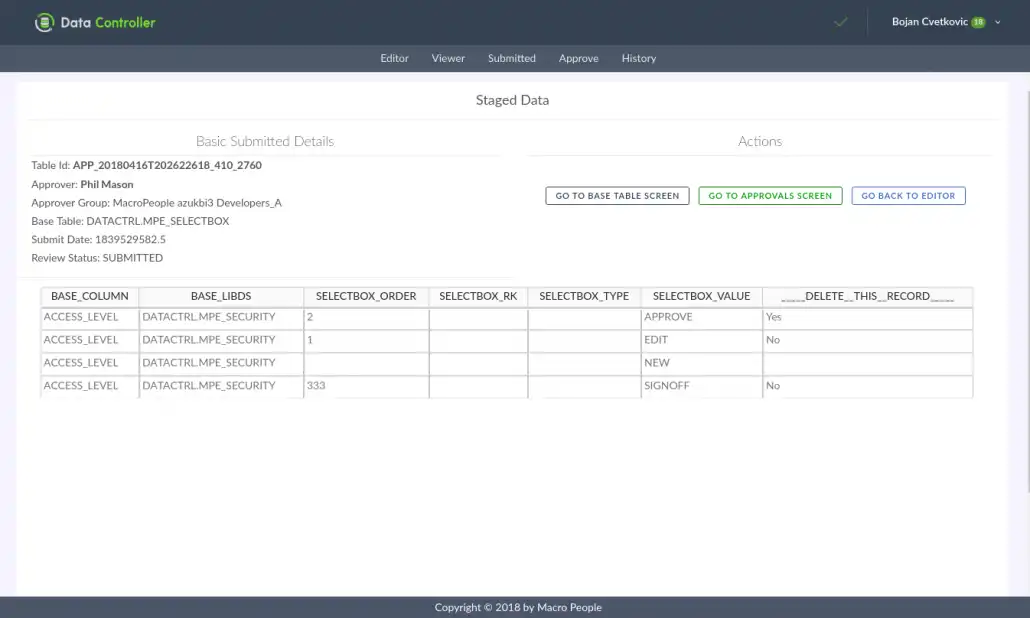 Data Controller
Bojan Cvetkovic 18
Editor Viewer Submitted Approve History
Staged Data
Basic Submitted Details
Actions
Table Id: APP_20180416T202622618_410_2760
Approver: Phil Mason
Approver Group: MacroPeople azukbi3 Developers_A
Base Table: DATACTRL.MPE_SELECTBOX
Submit Date: 1839529582.5
Review Status: SUBMITTED
GO TO BASE TABLE SCREEN GO TO APPROVALS SCREEN GO BACK TO EDITOR
BASE_COLUMN BASE_LIBDS SELECTBOX_ORDER SELECTBOX_RK SELECTBOX_TYPE SELECTBOX_VALUE ____DELETE__THIS__RECORD____
ACCESS_LEVEL DATACTRL.MPE_SECURITY 2 APPROVE Yes
ACCESS_LEVEL DATACTRL.MPE_SECURITY 1 EDIT No
ACCESS_LEVEL DATACTRL.MPE_SECURITY NEW
ACCESS_LEVEL DATACTRL.MPE_SECURITY 333 SIGNOFF No
Copyright © 2018 by Macro People